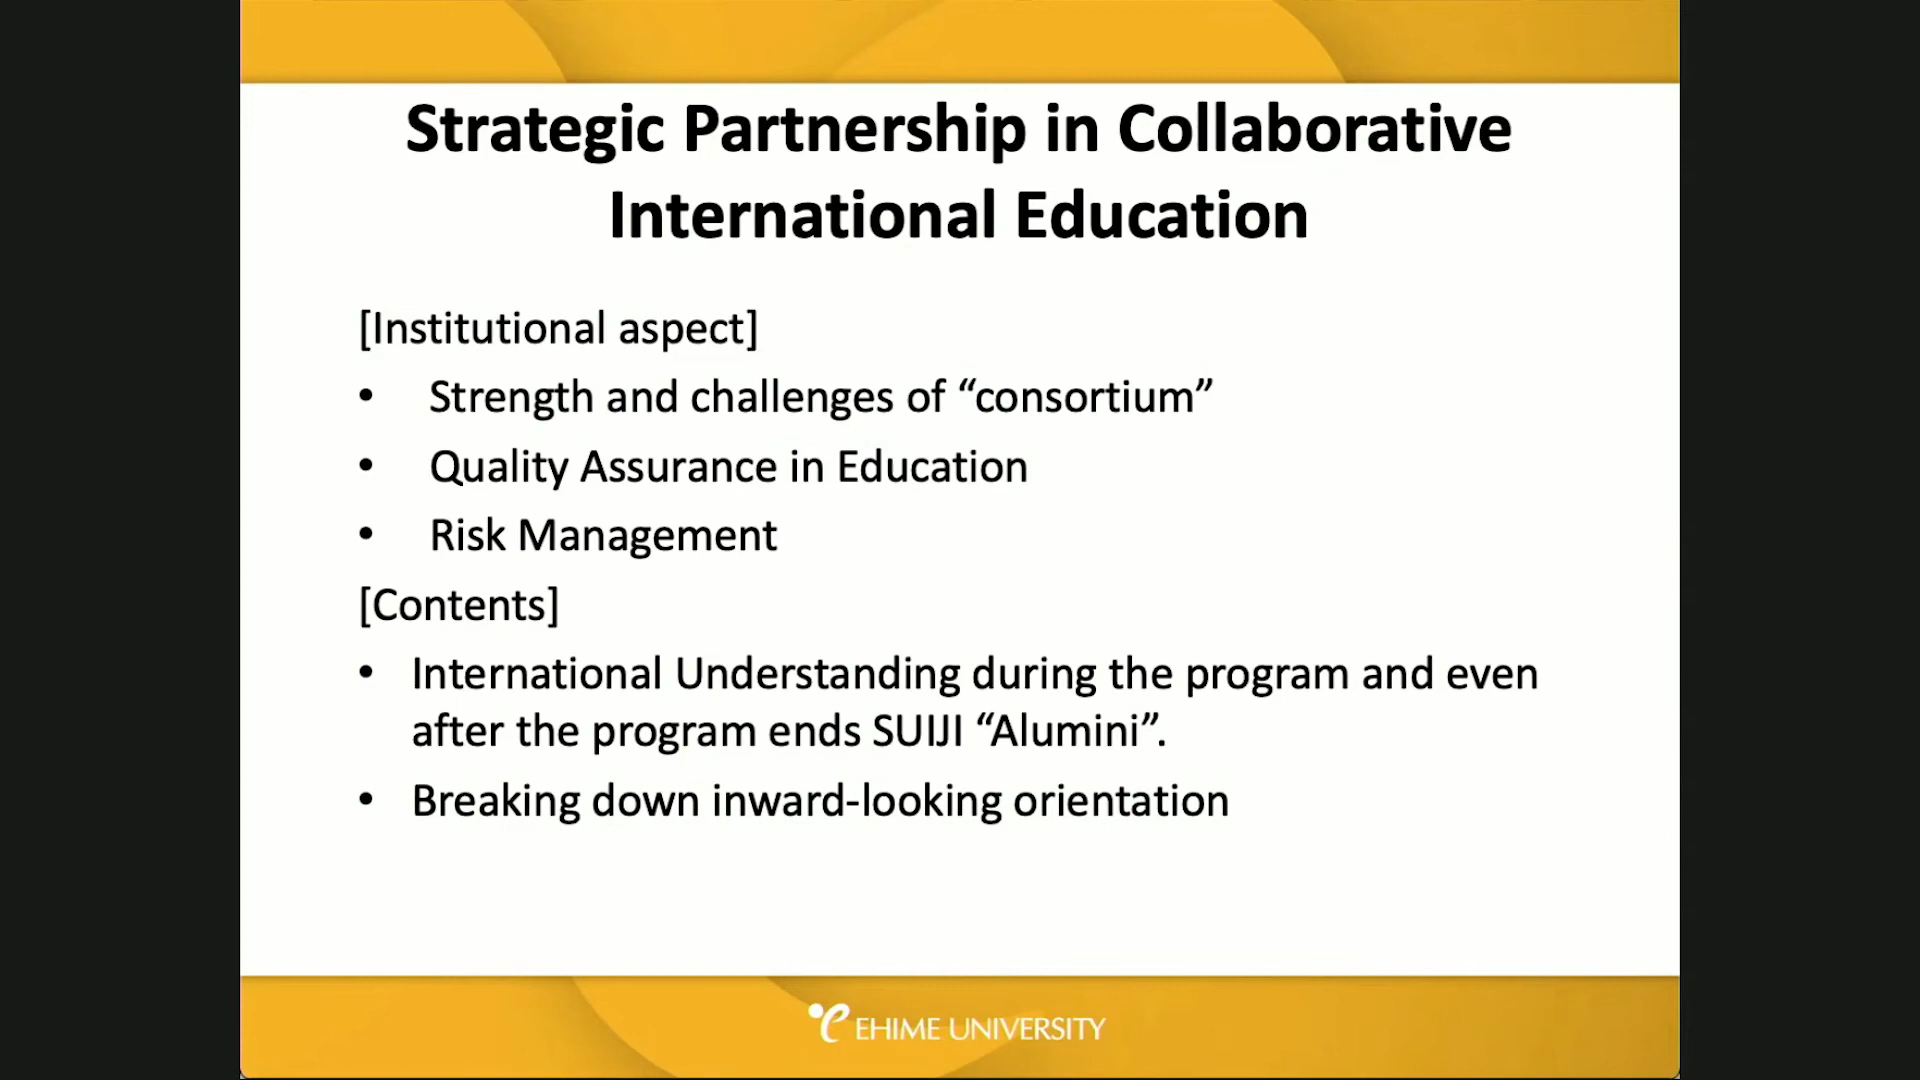 Strategic Partnership in Collaborative
International Education
[Institutional aspect]
• Strength and challenges of “consortium”
• Quality Assurance in Education
• Risk Management
[Contents]
• International Understanding during the program and even
after the program ends SUIJI “Alumini”.
• Breaking down inward-looking orientation
EHIME UNIVERSITY